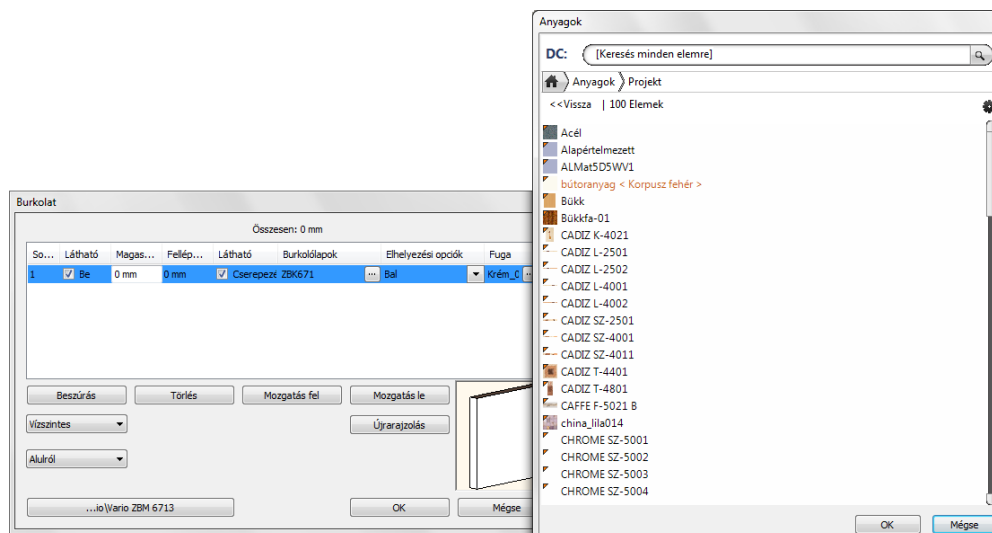 Anyagok
DC: [Keresés minden elemre]
Anyagok Projekt
<<Vissza | 100 Elemek
Acél
Alapértelmezett
ALMat5D5WV1
bútoranyag < Korpusz fehér >
Bükk
Bükkfa-01
CADIZ K-4021
CADIZ L-2501
CADIZ L-2502
CADIZ L-4001
CADIZ L-4002
CADIZ SZ-2501
CADIZ SZ-4001
CADIZ SZ-4011
CADIZ T-4401
CADIZ T-4801
CAFFE F-5021 B
china_lila014
CHROME SZ-5001
CHROME SZ-5002
CHROME SZ-5003
CHROME SZ-5004
OK Mégse
Burkolat
Összesen: 0 mm
So... Látható Magas... Fellép... Látható Burkolólapok Elhelyezési opciók Fuga
1 Be 0 mm 0 mm Cserepezé ZBK671 ... Bal Krém_0 ...
Beszúrás Törlés Mozgatás fel Mozgatás le
Vízszintes Újrarajzolás
Alulról
...io\Vario ZBM 6713 OK Mégse